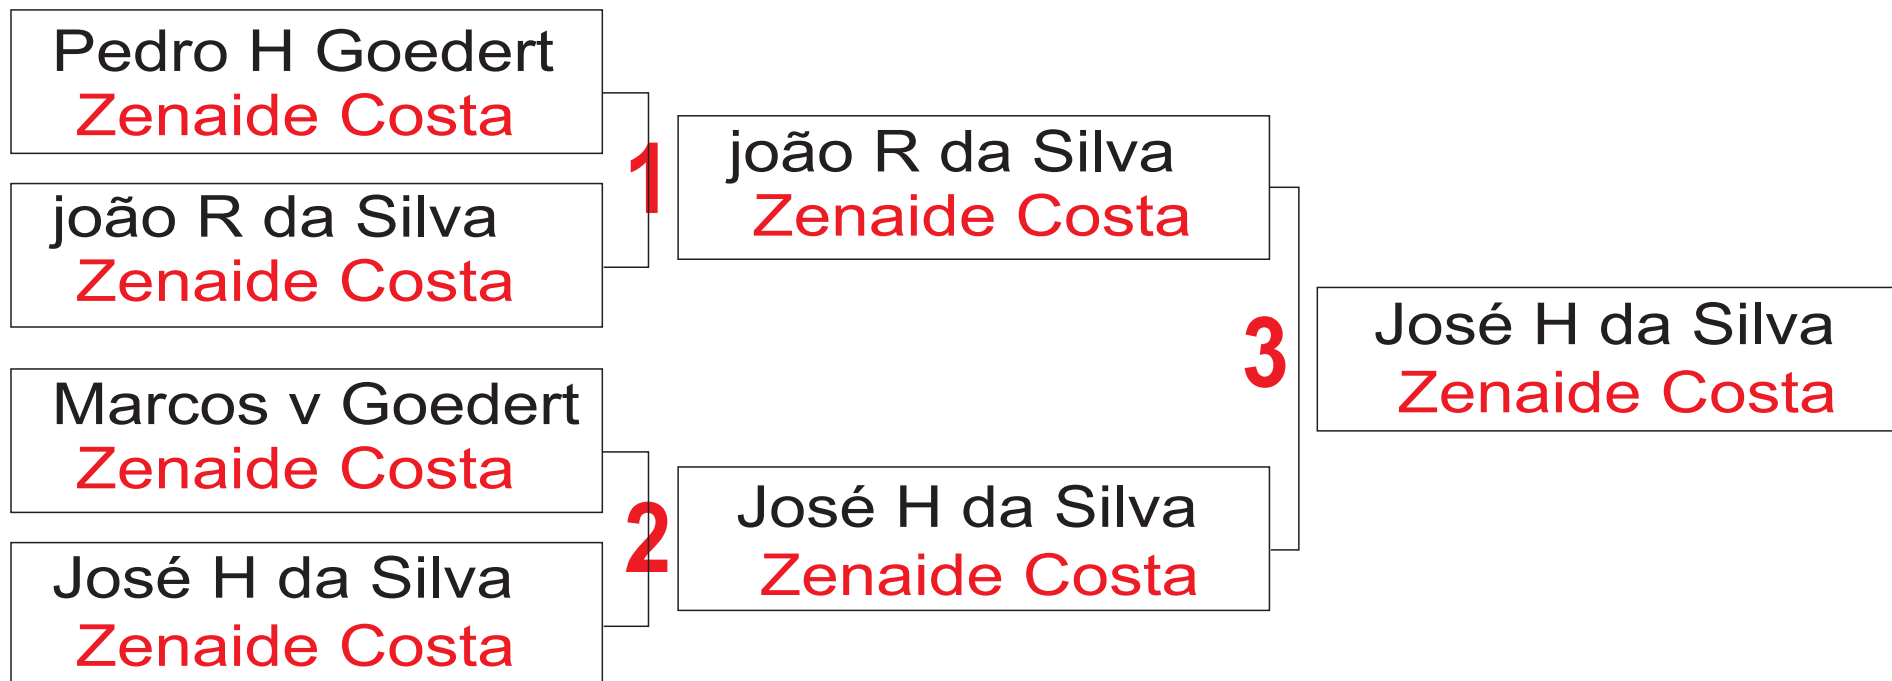 Pedro H Goedert
Zenaide Costa
joão R da Silva
Zenaide Costa
1
Marcos v Goedert
Zenaide Costa
José H da Silva
Zenaide Costa
2
joão R da Silva
Zenaide Costa
José H da Silva
Zenaide Costa
3
José H da Silva
Zenaide Costa